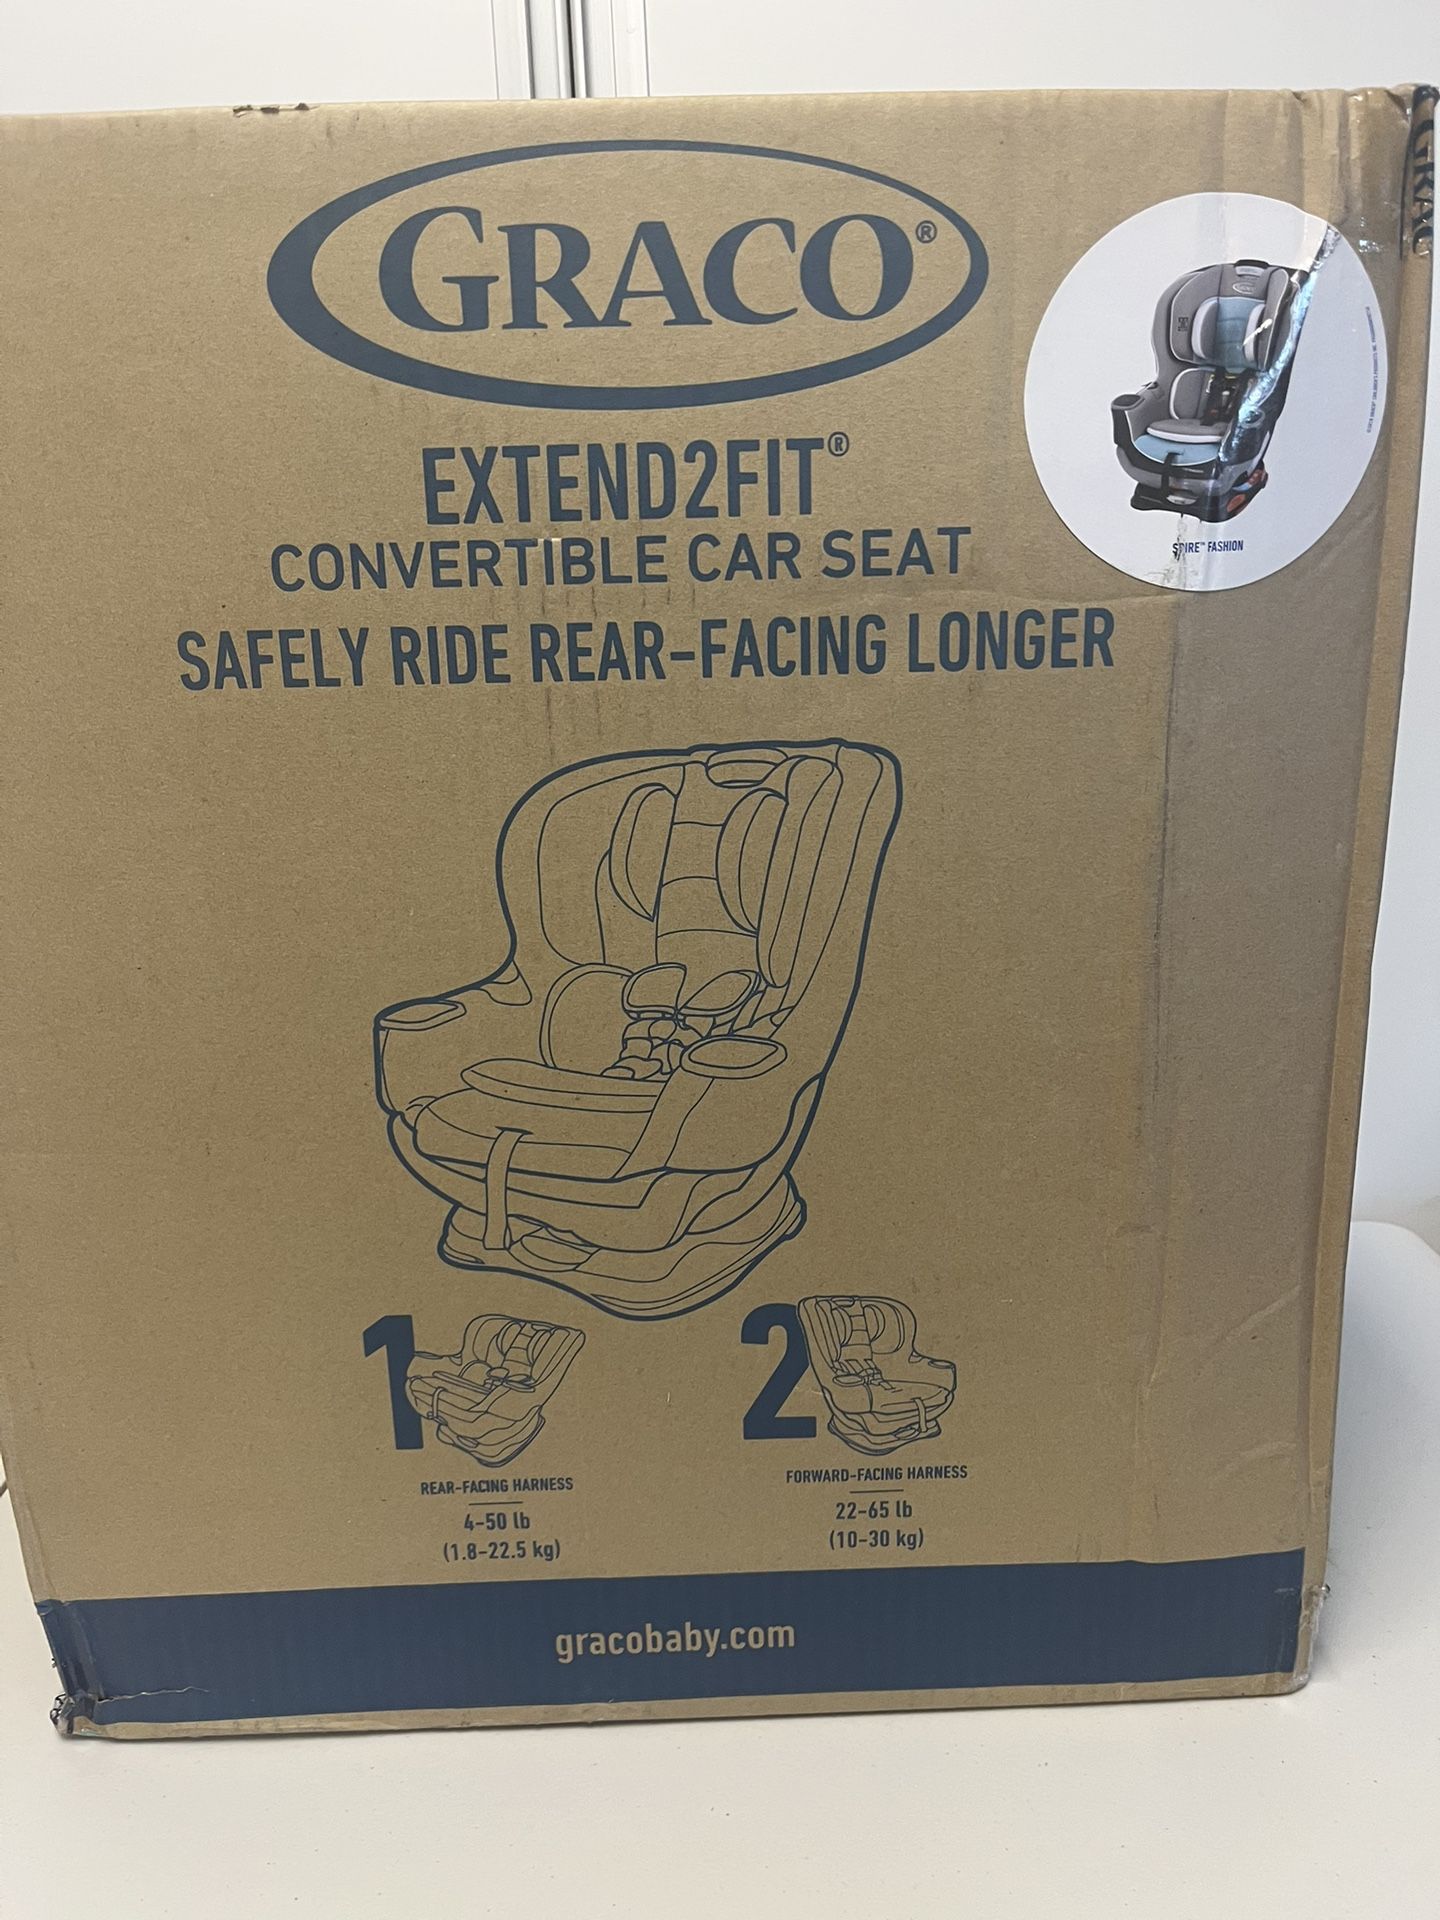 GRACO®
EXTEND2FIT®
CONVERTIBLE CAR SEAT
SAFELY RIDE REAR-FACING LONGER
FASHION
1
REAR-FACING HARNESS
4-50 lb
(1.8-22.5 kg)
2
FORWARD-FACING HARNESS
22-65 lb
(10-30 kg)
gracobaby.com